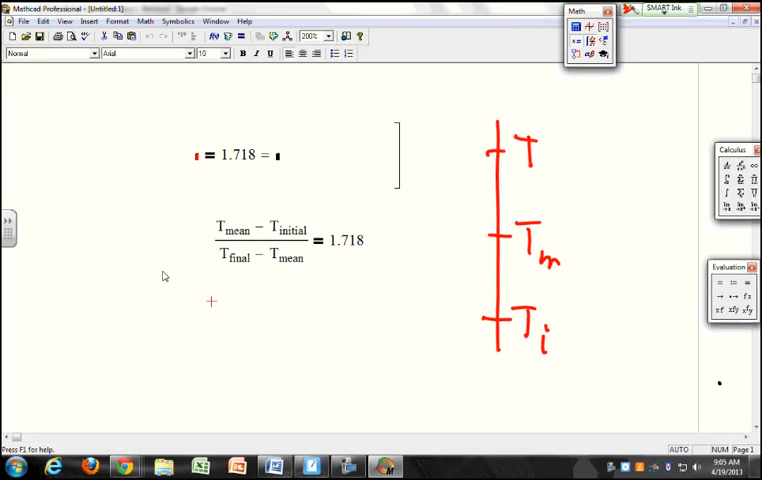 Mathcad Professional - [Untitled:1]
File Edit View Insert Format Math Symbolics Window Help
Normal Arial 10 B I U 200%
SMART Ink
Math
= 1.718 =
T
T_mean − T_initial
T_final − T_mean
= 1.718
T_m
T_i
Calculus
Evaluation
Press F1 for help.
AUTO NUM Page 1
9:05 AM
4/19/2013